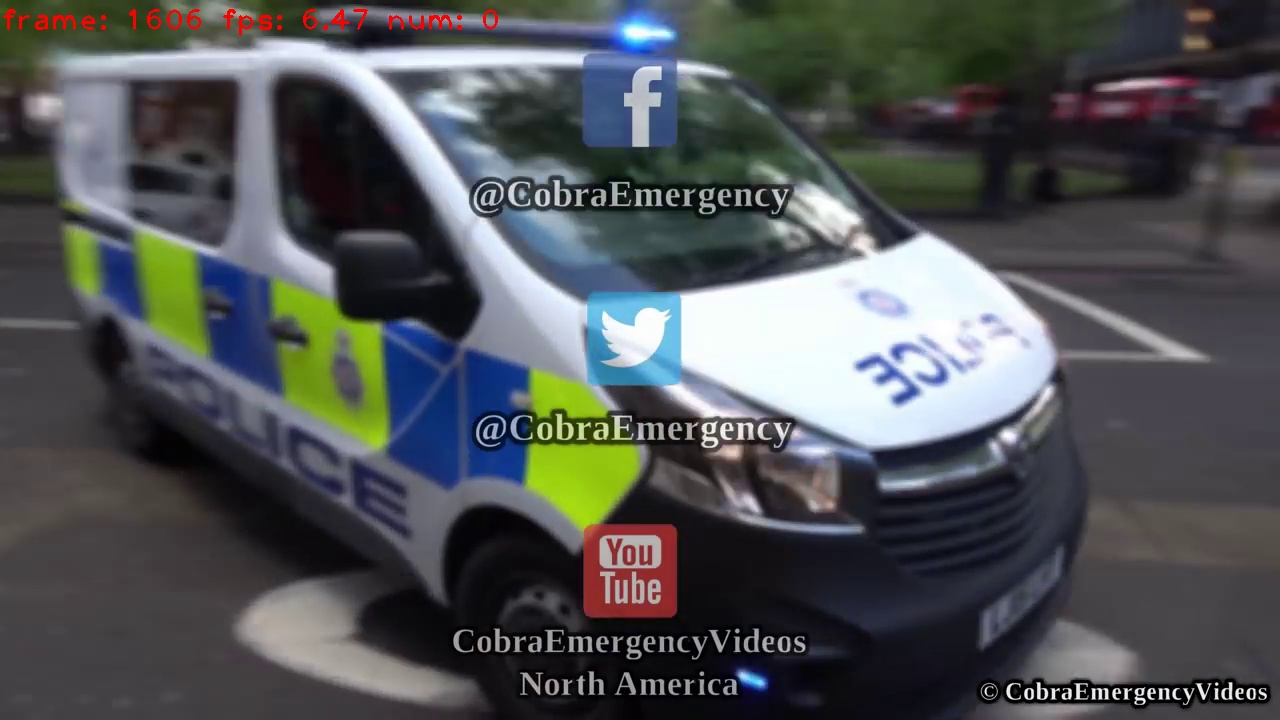 frame: 1606 fps: 6.47 num: 0
f
@CobraEmergency
POLICE
@CobraEmergency
POLICE
You
Tube
CobraEmergencyVideos
North America
© CobraEmergencyVideos